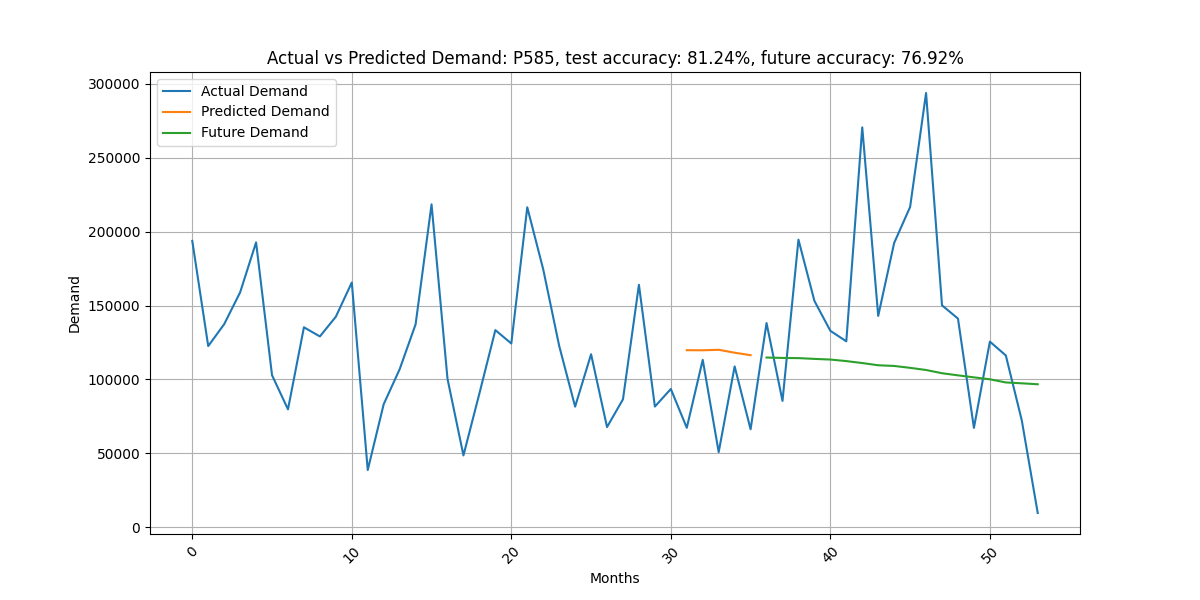 Actual vs Predicted Demand: P585, test accuracy: 81.24%, future accuracy: 76.92%
Actual Demand
Predicted Demand
Future Demand
300000
250000
200000
150000
100000
50000
0
Demand
0
10
20
30
40
50
Months